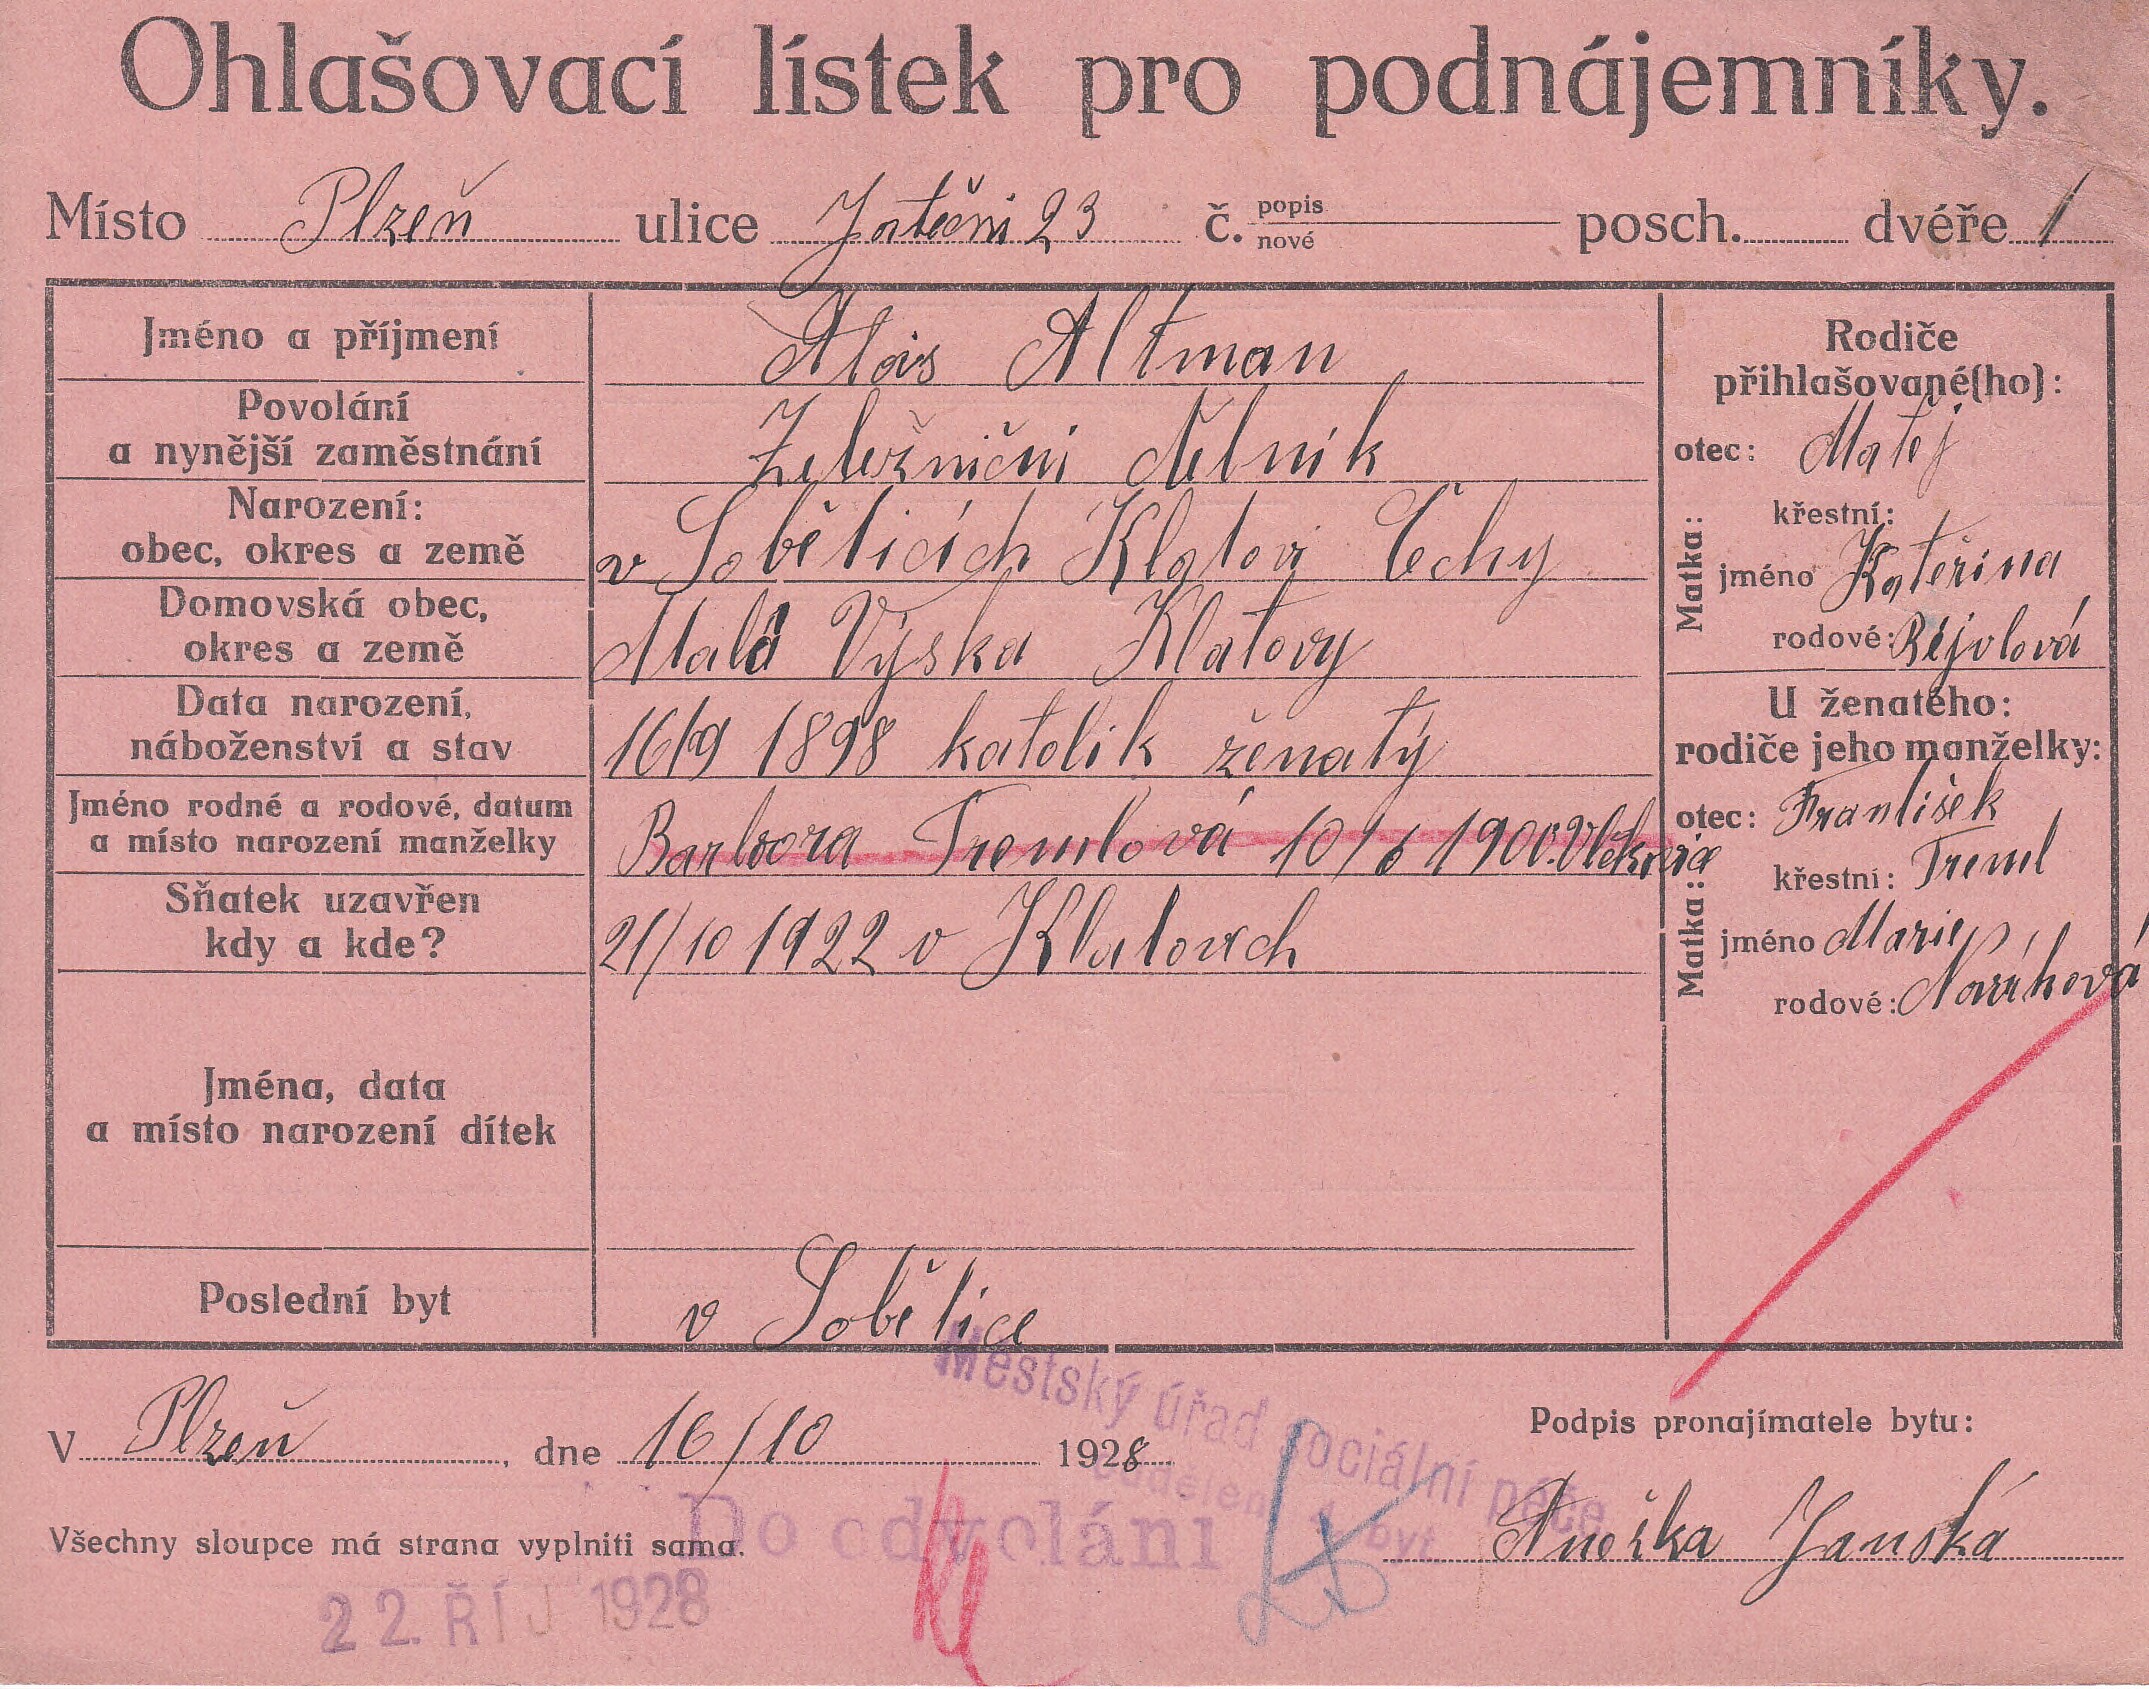 Ohlašovací lístek pro podnájemníky.
Místo Plzeň ulice Jateční 23 č. popis nové posch. dvéře 1
Jméno a příjmení
Alois Altman
Povolání
a nynější zaměstnání
Železniční dělník
Narození:
obec, okres a země
v Soběticích Klatovi Čechy
Domovská obec,
okres a země
Malá Výska Klatovy
Data narození,
náboženství a stav
16/9 1898 katolik ženatý
Jméno rodné a rodové, datum
a místo narození manželky
Barbora Tremlová 10/6 1900
Sňatek uzavřen
kdy a kde?
21/10 1922 v Klatovech
Jména, data
a místo narození dítek
Poslední byt
v Sobětice
Rodiče
přihlašované(ho):
otec: Matěj
Matka:
křestní:
jméno Kateřina
rodové: Rejvlová
U ženatého:
rodiče jeho manželky:
otec: František
Treml
Matka:
křestní:
jméno Marie
rodové:
V Plzeň, dne 16/10 1928
Městský úřad sociální péče
Podpis pronajímatele bytu:
Anežka Janská
Do odvolání
Všechny sloupce má strana vyplniti sama.
22. ŘÍJ 1928